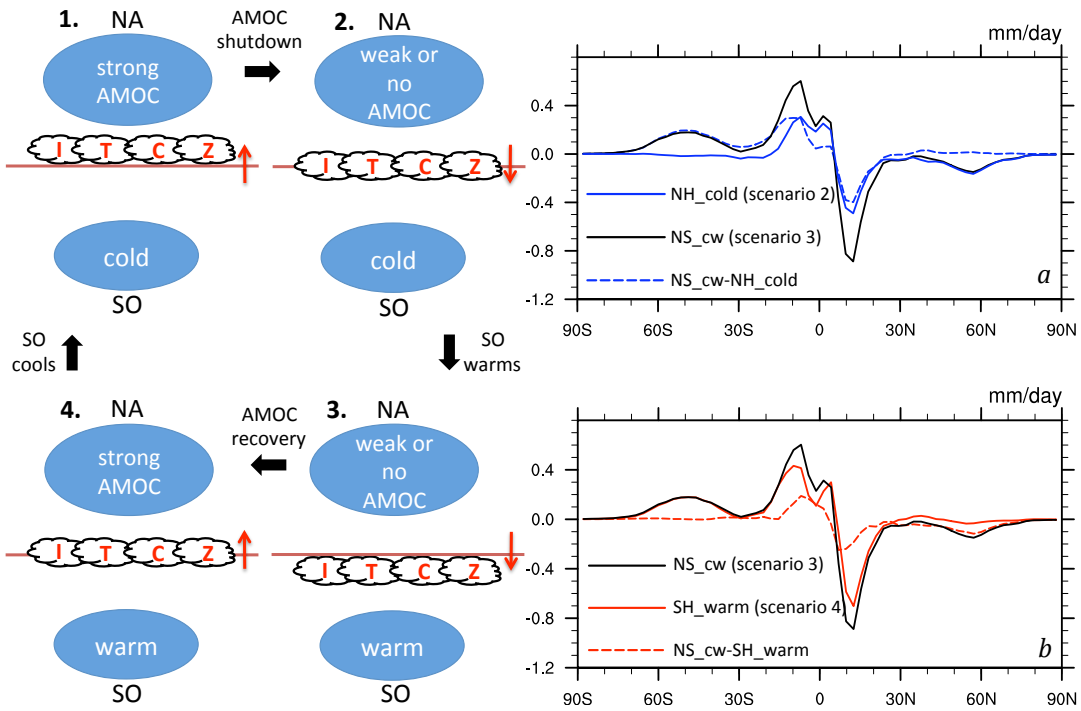 1. NA
AMOC
shutdown
2. NA
strong
AMOC
weak or
no
AMOC
I T C Z
I T C Z
cold
SO
cold
SO
SO
cools
SO
warms
4. NA
AMOC
recovery
3. NA
strong
AMOC
weak or
no
AMOC
I T C Z
I T C Z
warm
SO
warm
SO
mm/day
0.4
0.0
-0.4
-0.8
-1.2
NH_cold (scenario 2)
NS_cw (scenario 3)
NS_cw-NH_cold
a
90S 60S 30S 0 30N 60N 90N
mm/day
0.4
0.0
-0.4
-0.8
-1.2
NS_cw (scenario 3)
SH_warm (scenario 4)
NS_cw-SH_warm
b
90S 60S 30S 0 30N 60N 90N